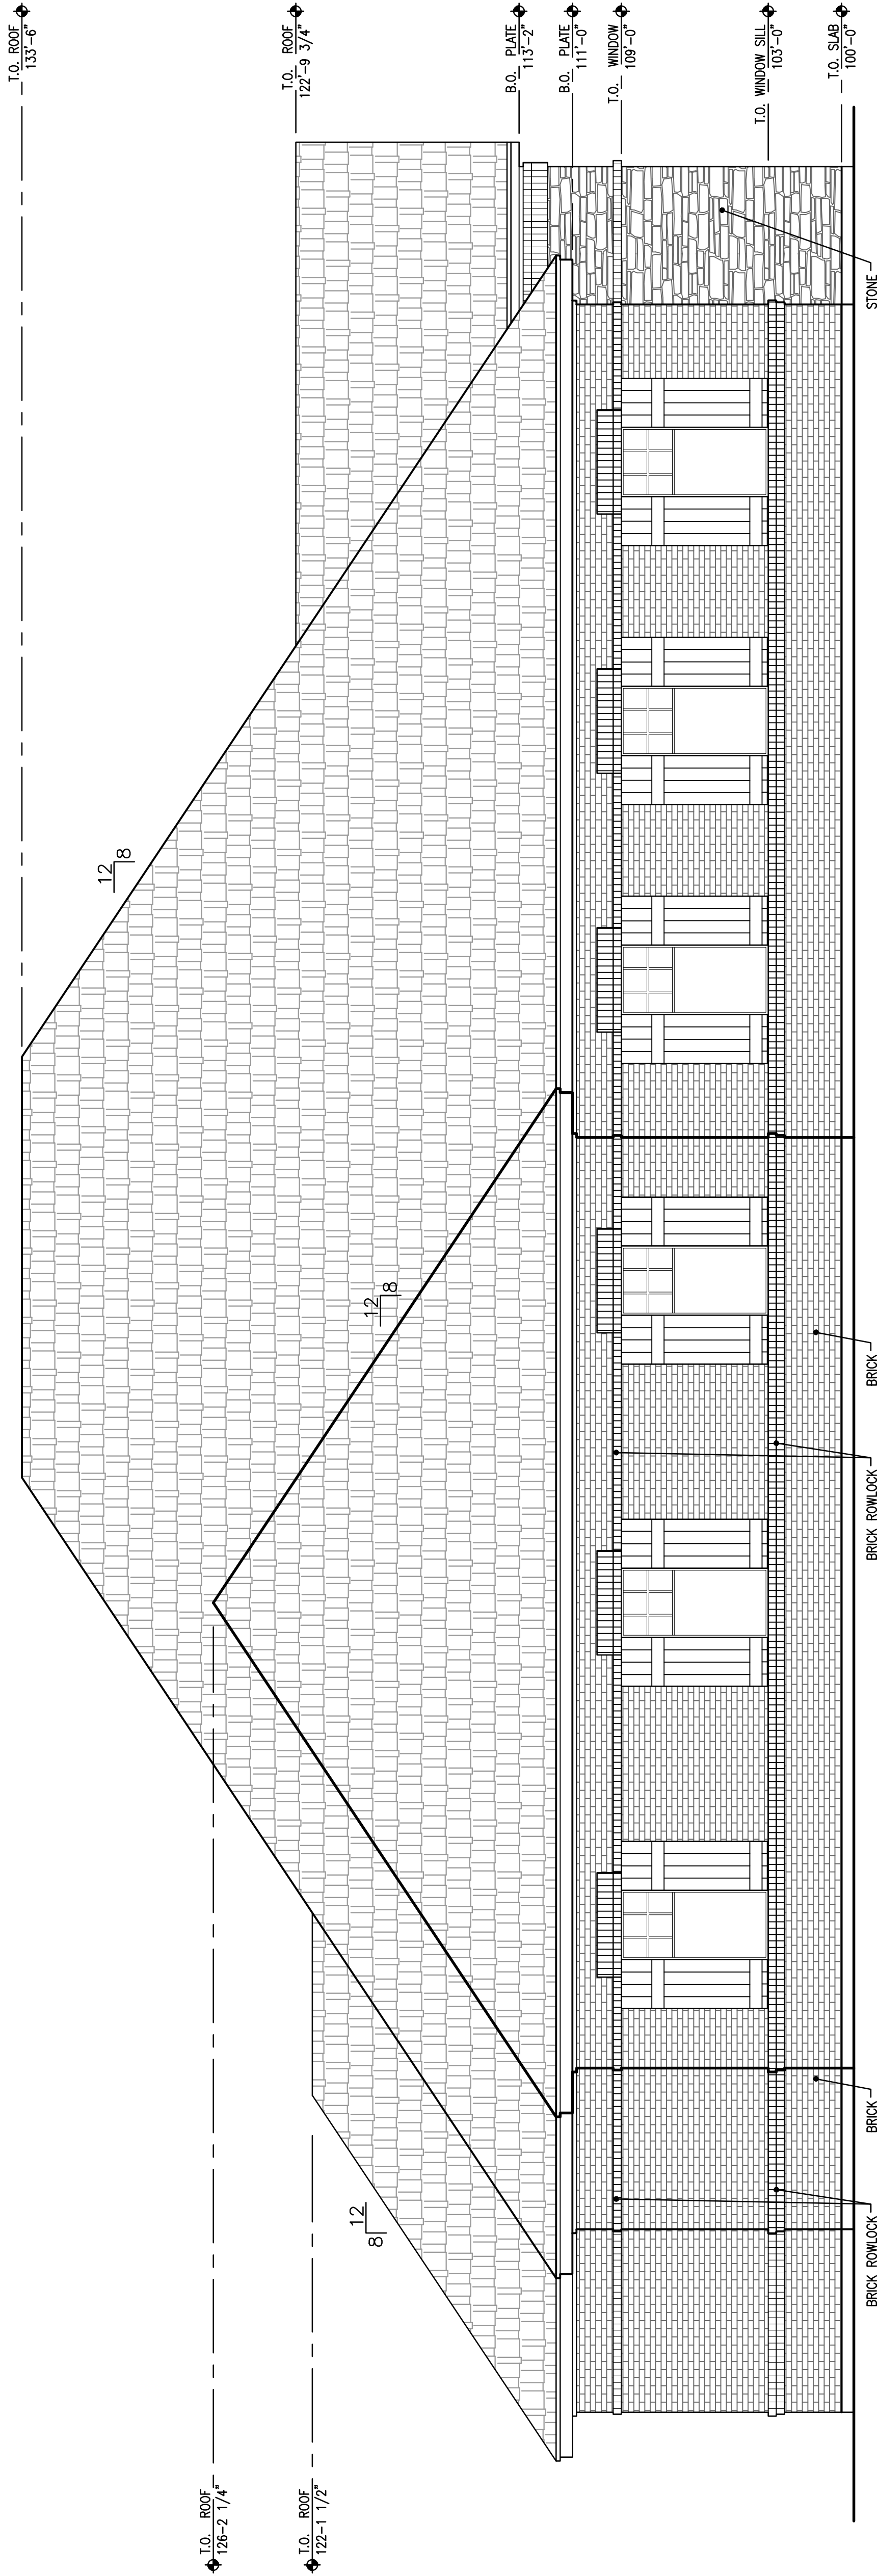 T.O. ROOF
133'-6"
T.O. ROOF
122'-9 3/4"
B.O. PLATE
113'-2"
B.O. PLATE
111'-0"
T.O. WINDOW
109'-0"
T.O. WINDOW SILL
103'-0"
T.O. SLAB
100'-0"
12
8
12
8
12
8
STONE
BRICK
BRICK ROWLOCK
BRICK
BRICK ROWLOCK
T.O. ROOF
126-2 1/4"
T.O. ROOF
122-1 1/2"